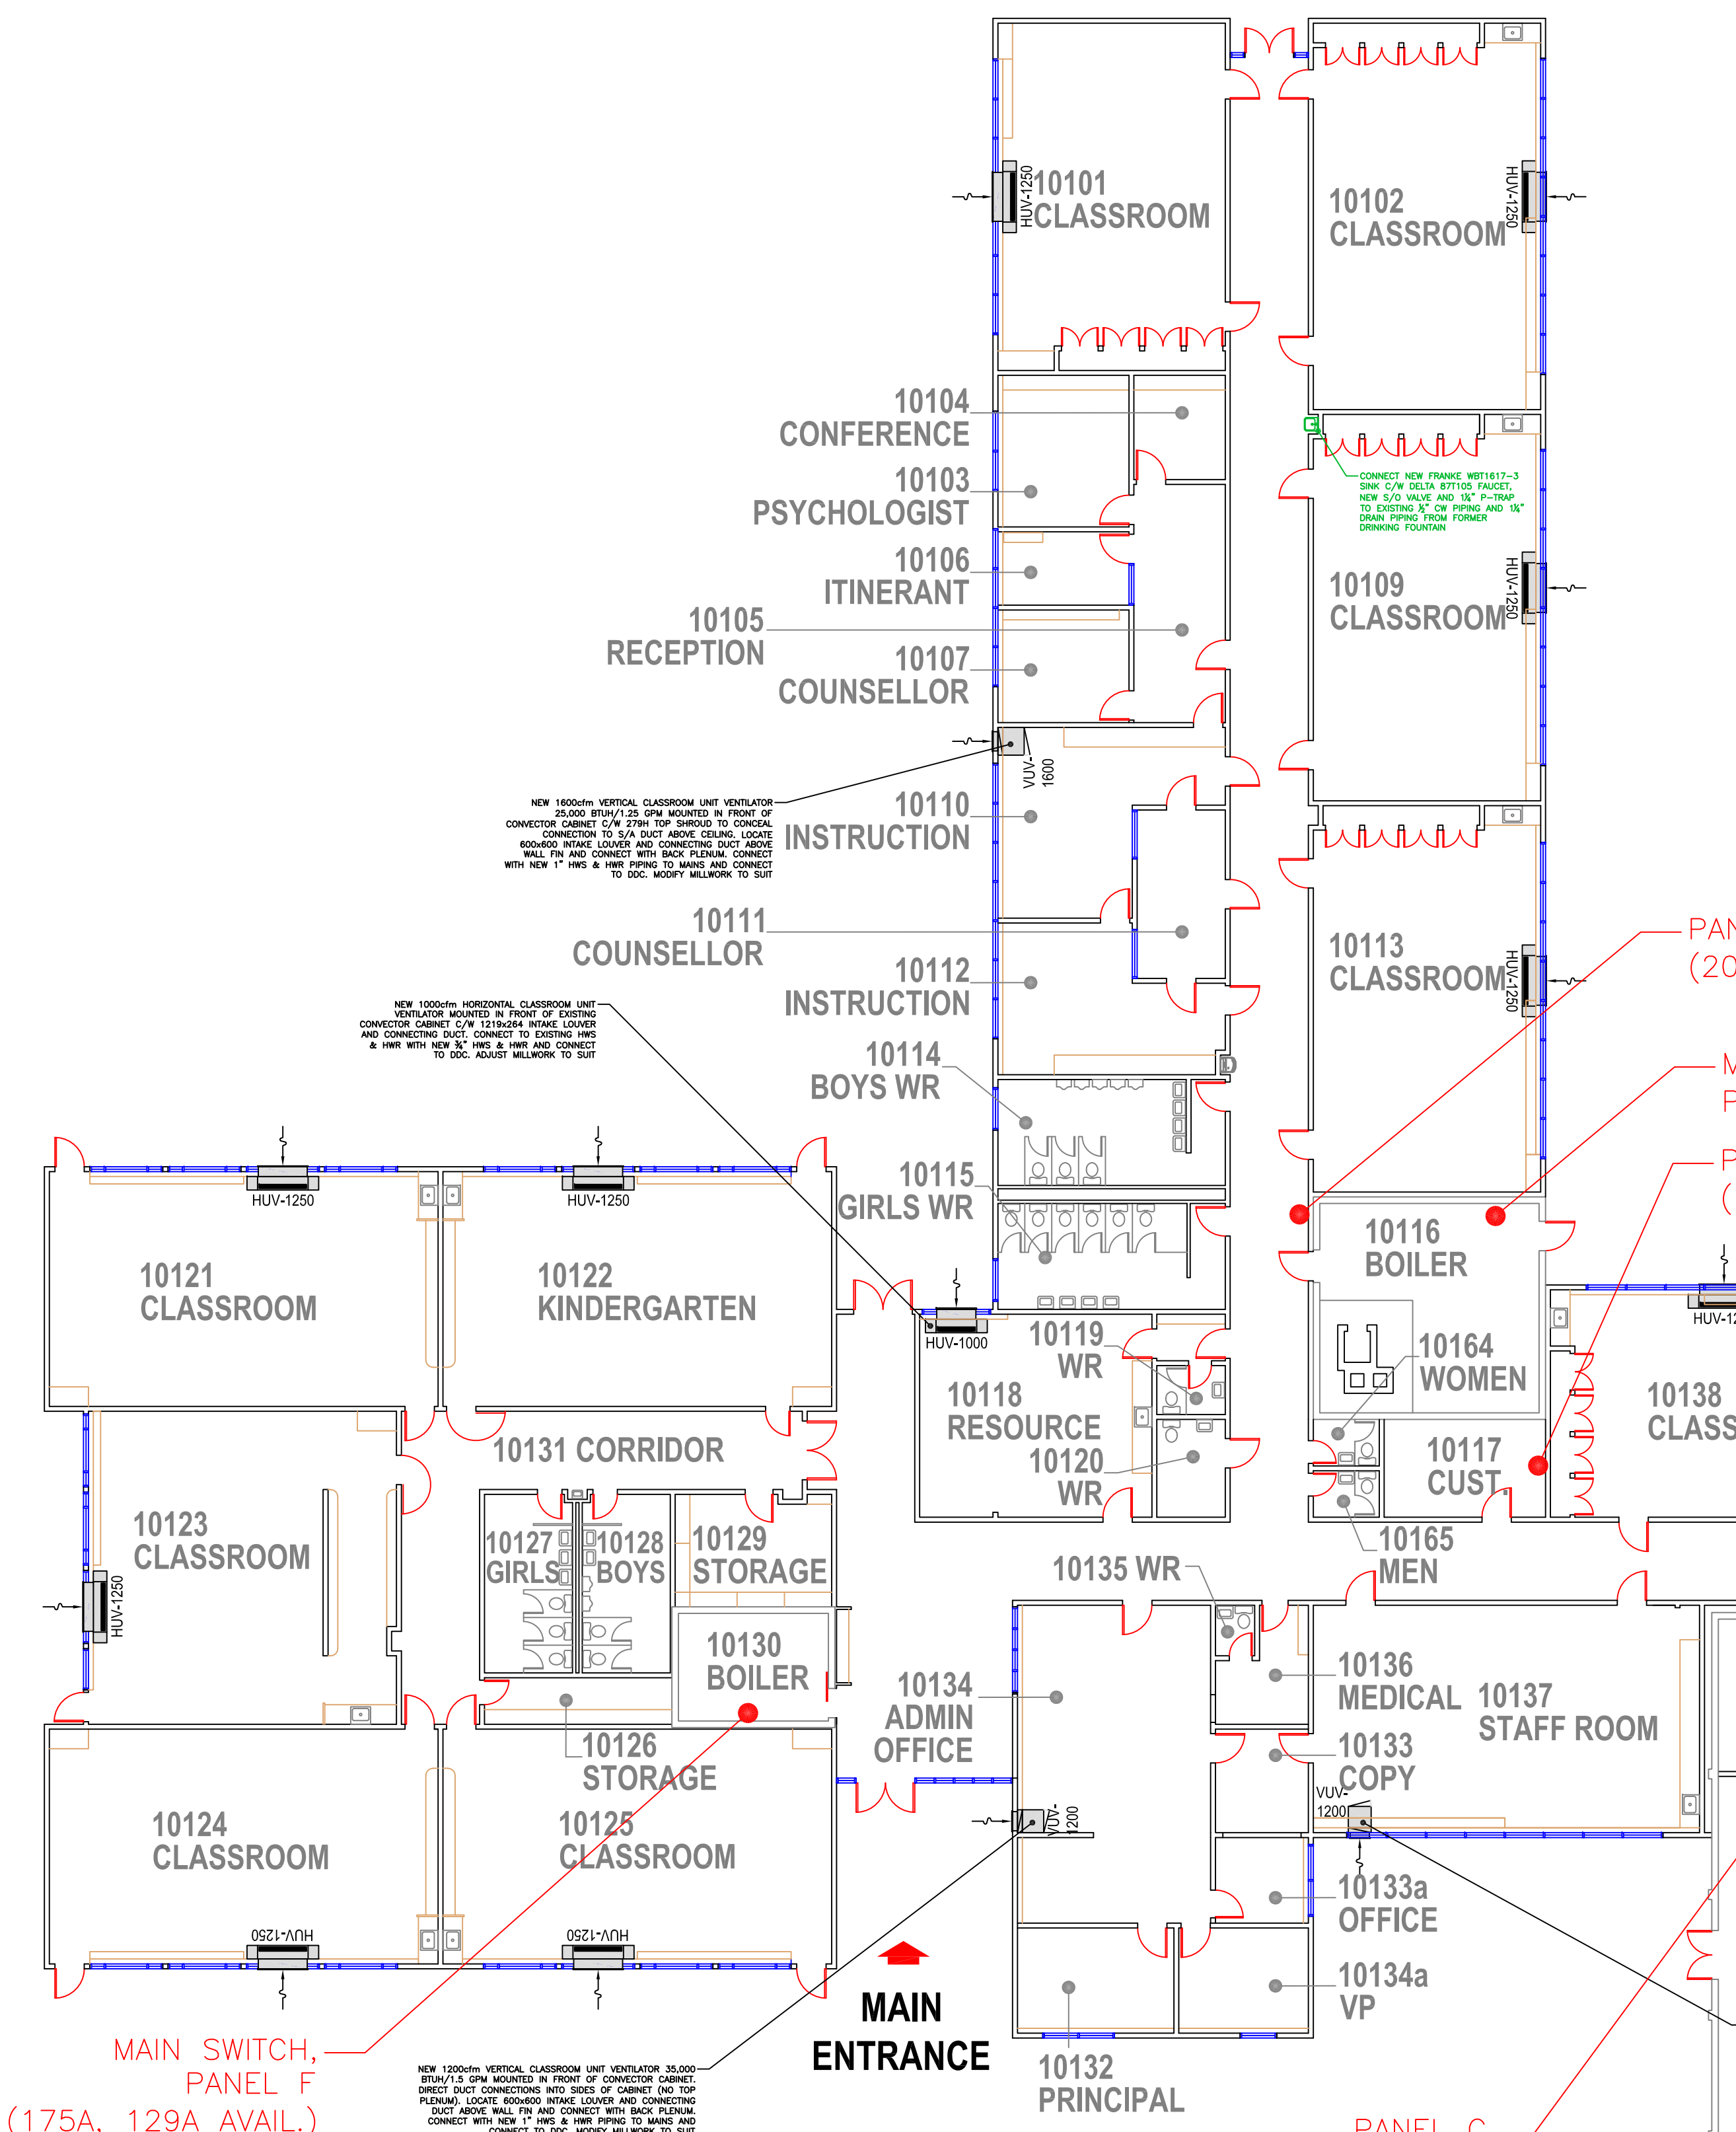 10101
CLASSROOM
HUV-1250
10102
CLASSROOM
HUV-1250
10104
CONFERENCE
10103
PSYCHOLOGIST
CONNECT NEW FRANKE WBT1617-3
SINK C/W DELTA 87T105 FAUCET,
NEW S/O VALVE AND 1¼" P-TRAP
TO EXISTING ½" CW PIPING AND 1¼"
DRAIN PIPING FROM FORMER
DRINKING FOUNTAIN
10106
ITINERANT
10109
CLASSROOM
HUV-1250
10105
RECEPTION
10107
COUNSELLOR
VUV-
1600
NEW 1600cfm VERTICAL CLASSROOM UNIT VENTILATOR
25,000 BTUH/1.25 GPM MOUNTED IN FRONT OF
CONVECTOR CABINET C/W 279H TOP SHROUD TO CONCEAL
CONNECTION TO S/A DUCT ABOVE CEILING. LOCATE
600x600 INTAKE LOUVER AND CONNECTING DUCT ABOVE
WALL FIN AND CONNECT WITH BACK PLENUM. CONNECT
WITH NEW 1" HWS & HWR PIPING TO MAINS AND CONNECT
TO DDC. MODIFY MILLWORK TO SUIT
10110
INSTRUCTION
10111
COUNSELLOR
10112
INSTRUCTION
10113
CLASSROOM
HUV-1250
(20
NEW 1000cfm HORIZONTAL CLASSROOM UNIT
VENTILATOR MOUNTED IN FRONT OF EXISTING
CONVECTOR CABINET C/W 1219x264 INTAKE LOUVER
AND CONNECTING DUCT. CONNECT TO EXISTING HWS
& HWR WITH NEW ¾" HWS & HWR AND CONNECT
TO DDC. ADJUST MILLWORK TO SUIT
10114
BOYS WR
10115
GIRLS WR
HUV-1250
HUV-1250
10121
CLASSROOM
10122
KINDERGARTEN
10116
BOILER
HUV-1000
10119
WR
10118
RESOURCE
10120
WR
10164
WOMEN
10138
10117
CUST.
10165
MEN
10131 CORRIDOR
10123
CLASSROOM
HUV-1250
10127
GIRLS
10128
BOYS
10129
STORAGE
10130
BOILER
10135 WR
10134
ADMIN
OFFICE
10136
MEDICAL
10137
STAFF ROOM
10126
STORAGE
10133
COPY
VUV-
1200
VUV-
1200
10124
CLASSROOM
10125
CLASSROOM
HUV-1250
HUV-1250
10133a
OFFICE
10134a
VP
MAIN
ENTRANCE
10132
PRINCIPAL
MAIN SWITCH,
PANEL F
(175A, 129A AVAIL.)
NEW 1200cfm VERTICAL CLASSROOM UNIT VENTILATOR 35,000
BTUH/1.5 GPM MOUNTED IN FRONT OF CONVECTOR CABINET.
DIRECT DUCT CONNECTIONS INTO SIDES OF CABINET (NO TOP
PLENUM). LOCATE 600x600 INTAKE LOUVER AND CONNECTING
DUCT ABOVE WALL FIN AND CONNECT WITH BACK PLENUM.
CONNECT WITH NEW 1" HWS & HWR PIPING TO MAINS AND
CONNECT TO DDC. MODIFY MILLWORK TO SUIT
PANEL C